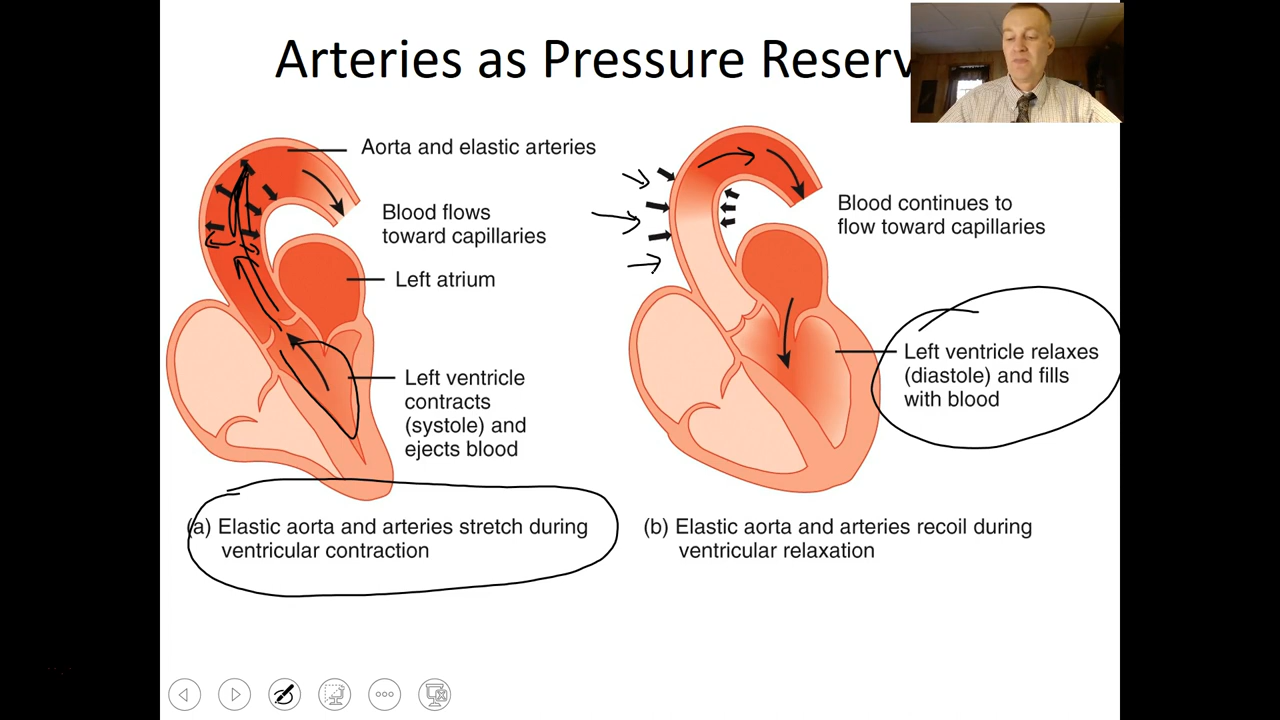 Arteries as Pressure Reserv
Aorta and elastic arteries
Blood flows
toward capillaries
Left atrium
Left ventricle
contracts
(systole) and
ejects blood
(a) Elastic aorta and arteries stretch during
ventricular contraction
Blood continues to
flow toward capillaries
Left ventricle relaxes
(diastole) and fills
with blood
(b) Elastic aorta and arteries recoil during
ventricular relaxation